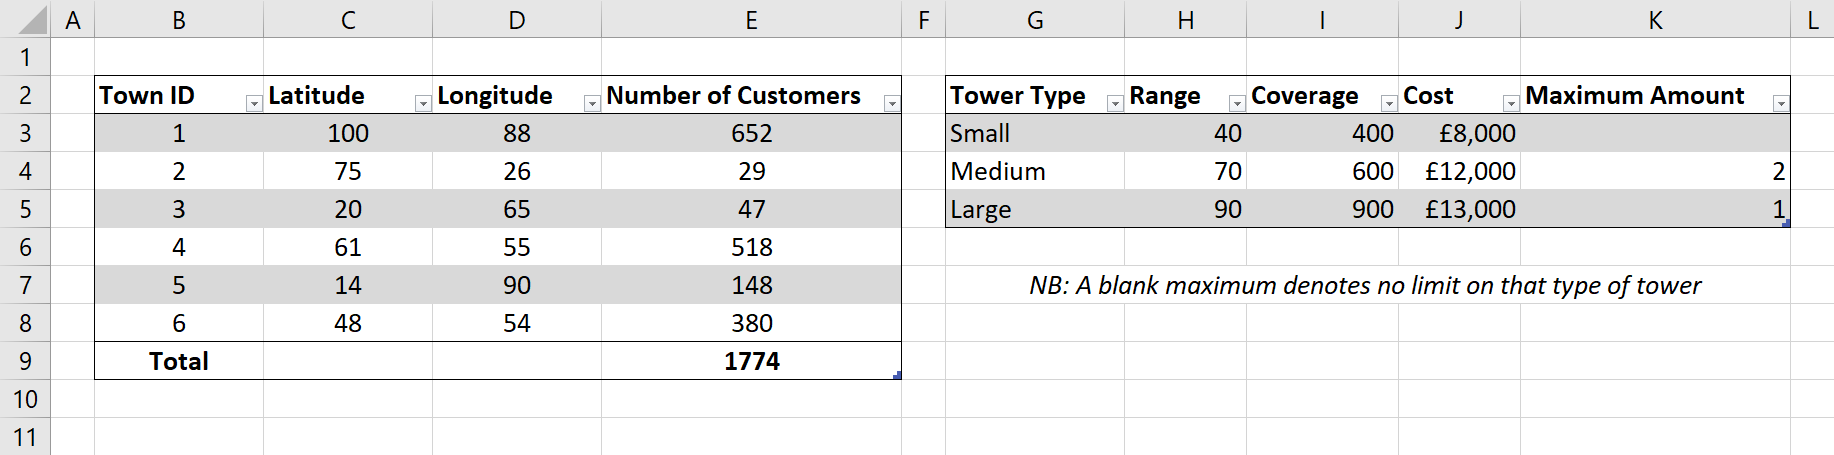 A B C D E F G H I J K L
1
2 Town ID Latitude Longitude Number of Customers Tower Type Range Coverage Cost Maximum Amount
3 1 100 88 652 Small 40 400 £8,000
4 2 75 26 29 Medium 70 600 £12,000 2
5 3 20 65 47 Large 90 900 £13,000 1
6 4 61 55 518
7 5 14 90 148 NB: A blank maximum denotes no limit on that type of tower
8 6 48 54 380
9 Total 1774
10
11